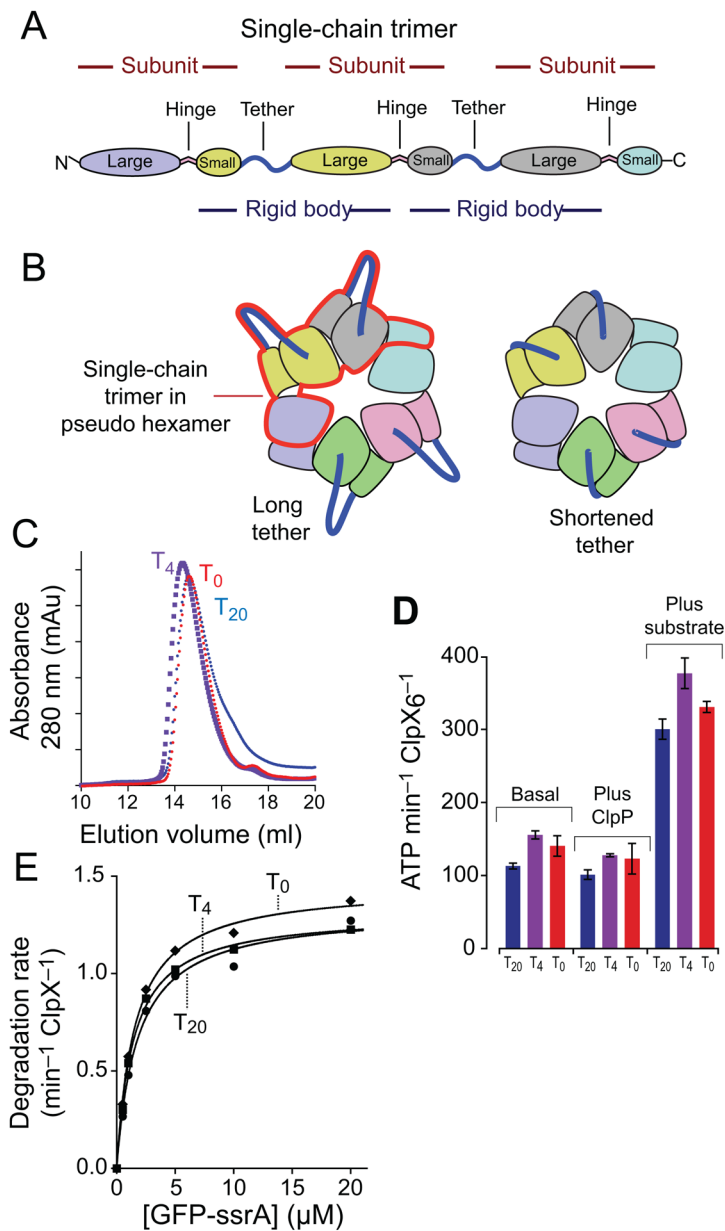 A
Single-chain trimer
Subunit Subunit Subunit
Hinge Tether Hinge Tether Hinge
N Large Small Large Small Large Small C
Rigid body Rigid body
B
Single-chain
trimer in
pseudo hexamer
Long
tether
Shortened
tether
C
T4 T0
T20
Absorbance
280 nm (mAu)
10 12 14 16 18 20
Elution volume (ml)
D
Plus
substrate
400
300
200
150
100
0
ATP min−1 ClpX6−1
Basal
Plus
ClpP
T20 T4 T0 T20 T4 T0 T20 T4 T0
E
1.5
1.0
0.5
0.0
Degradation rate
(min−1 ClpX−1)
T0
T4
T20
0 5 10 15 20
[GFP-ssrA] (μM)